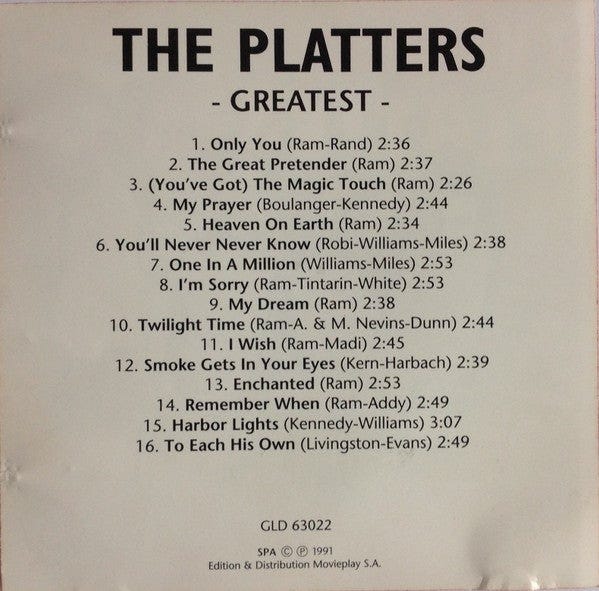 THE PLATTERS
- GREATEST -
1. Only You (Ram-Rand) 2:36
2. The Great Pretender (Ram) 2:37
3. (You've Got) The Magic Touch (Ram) 2:26
4. My Prayer (Boulanger-Kennedy) 2:44
5. Heaven On Earth (Ram) 2:34
6. You'll Never Never Know (Robi-Williams-Miles) 2:38
7. One In A Million (Williams-Miles) 2:53
8. I'm Sorry (Ram-Tintarin-White) 2:53
9. My Dream (Ram) 2:38
10. Twilight Time (Ram-A. & M. Nevins-Dunn) 2:44
11. I Wish (Ram-Madi) 2:45
12. Smoke Gets In Your Eyes (Kern-Harbach) 2:39
13. Enchanted (Ram) 2:53
14. Remember When (Ram-Addy) 2:49
15. Harbor Lights (Kennedy-Williams) 3:07
16. To Each His Own (Livingston-Evans) 2:49
GLD 63022
SPA © ℗ 1991
Edition & Distribution Movieplay S.A.